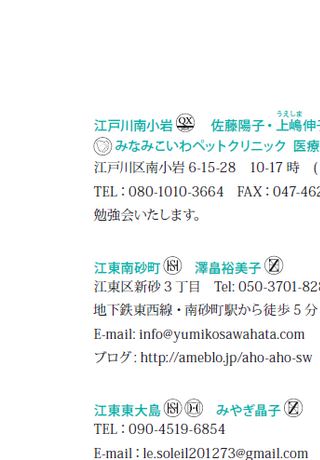 うえしま
江戸川南小岩 QX 佐藤陽子・上嶋伸子
みなみこいわペットクリニック 医療
江戸川区南小岩 6-15-28 10-17 時 (
TEL：080-1010-3664 FAX：047-462
勉強会いたします。
江東南砂町 澤畠裕美子
江東区新砂 3 丁目 Tel: 050-3701-828
地下鉄東西線・南砂町駅から徒歩 5 分
E-mail: info@yumikosawahata.com
ブログ: http://ameblo.jp/aho-aho-sw
江東東大島 みやぎ晶子
TEL：090-4519-6854
E-mail：le.soleil201273@gmail.com